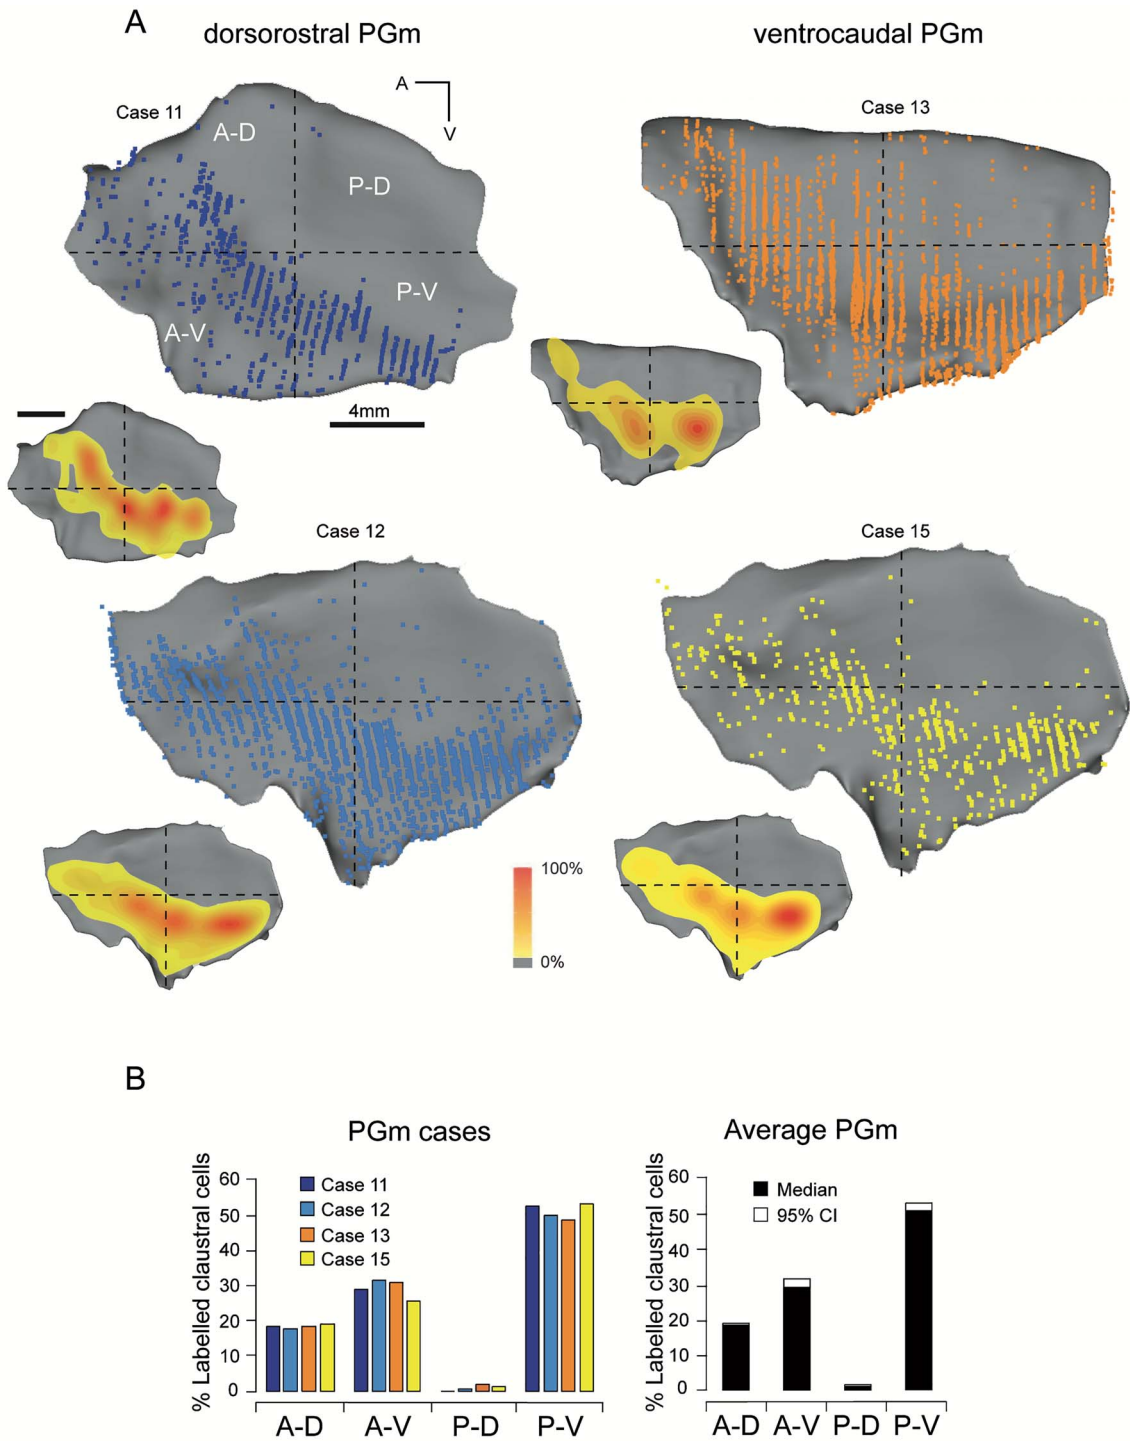 A
dorsorostral PGm
ventrocaudal PGm
Case 11
A
V
A-D
P-D
A-V
P-V
4mm
Case 13
Case 12
Case 15
100%
0%
B
PGm cases
Average PGm
% Labelled claustral cells
60
50
40
30
20
10
0
Case 11
Case 12
Case 13
Case 15
A-D
A-V
P-D
P-V
% Labelled claustral cells
60
50
40
30
20
10
0
Median
95% CI
A-D
A-V
P-D
P-V